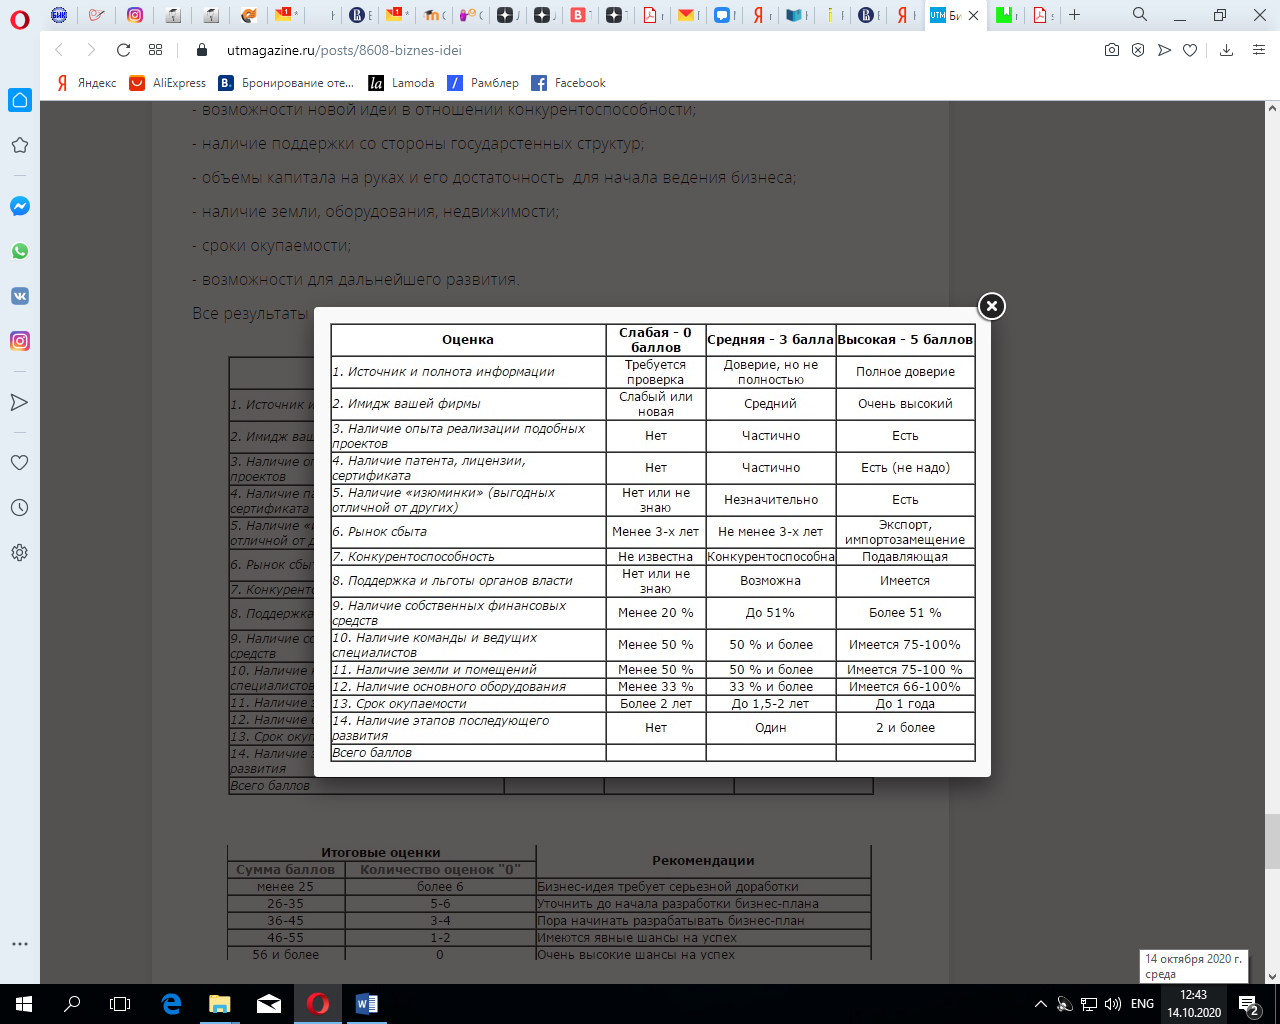 utmagazine.ru/posts/8608-biznes-idei
Яндекс AliExpress Бронирование оте... Lamoda Рамблер Facebook
- возможности новой идеи в отношении конкурентоспособности;
- наличие поддержки со стороны государстенных структур;
- объемы капитала на руках и его достаточность для начала ведения бизнеса;
- наличие земли, оборудования, недвижимости;
- сроки окупаемости;
- возможности для дальнейшего развития.
Все результаты
Оценка Слабая - 0 баллов Средняя - 3 балла Высокая - 5 баллов
1. Источник и полнота информации Требуется проверка Доверие, но не полностью Полное доверие
2. Имидж вашей фирмы Слабый или новая Средний Очень высокий
3. Наличие опыта реализации подобных проектов Нет Частично Есть
4. Наличие патента, лицензии, сертификата Нет Частично Есть (не надо)
5. Наличие «изюминки» (выгодных отличной от других) Нет или не знаю Незначительно Есть
6. Рынок сбыта Менее 3-х лет Не менее 3-х лет Экспорт, импортозамещение
7. Конкурентоспособность Не известна Конкурентоспособна Подавляющая
8. Поддержка и льготы органов власти Нет или не знаю Возможна Имеется
9. Наличие собственных финансовых средств Менее 20 % До 51% Более 51 %
10. Наличие команды и ведущих специалистов Менее 50 % 50 % и более Имеется 75-100%
11. Наличие земли и помещений Менее 50 % 50 % и более Имеется 75-100 %
12. Наличие основного оборудования Менее 33 % 33 % и более Имеется 66-100%
13. Срок окупаемости Более 2 лет До 1,5-2 лет До 1 года
14. Наличие этапов последующего развития Нет Один 2 и более
Всего баллов
Всего баллов
Итоговые оценки Рекомендации
Сумма баллов Количество оценок "0"
менее 25 более 6 Бизнес-идея требует серьезной доработки
26-35 5-6 Уточнить до начала разработки бизнес-плана
36-45 3-4 Пора начинать разрабатывать бизнес-план
46-55 1-2 Имеются явные шансы на успех
56 и более 0 Очень высокие шансы на успех
14 октября 2020 г.
среда
ENG 12:43
14.10.2020 2